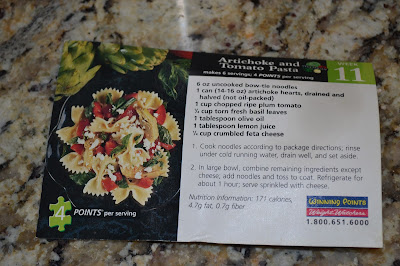 Artichoke and
Tomato Pasta
makes 6 servings; 4 POINTS® per serving
WEEK
11
6 oz uncooked bow-tie noodles
1 can (14-16 oz) artichoke hearts, drained and
halved (not oil packed)
1 cup chopped ripe plum tomato
torn fresh basil leaves
1 tablespoon olive oil
1 tablespoon lemon juice
cup crumbled feta cheese
1. Cook noodles according to package directions; rinse
under cold running water, drain well, and set aside.
2. In large bowl, combine remaining ingredients except
cheese; add noodles and toss to coat. Refrigerate for
about 1 hour; serve sprinkled with cheese.
Nutrition Information: 171 calories,
4.7g fat, 0.7g fiber
4 POINTS® per serving
Winning Points
Weight Watchers
1.800.651.6000